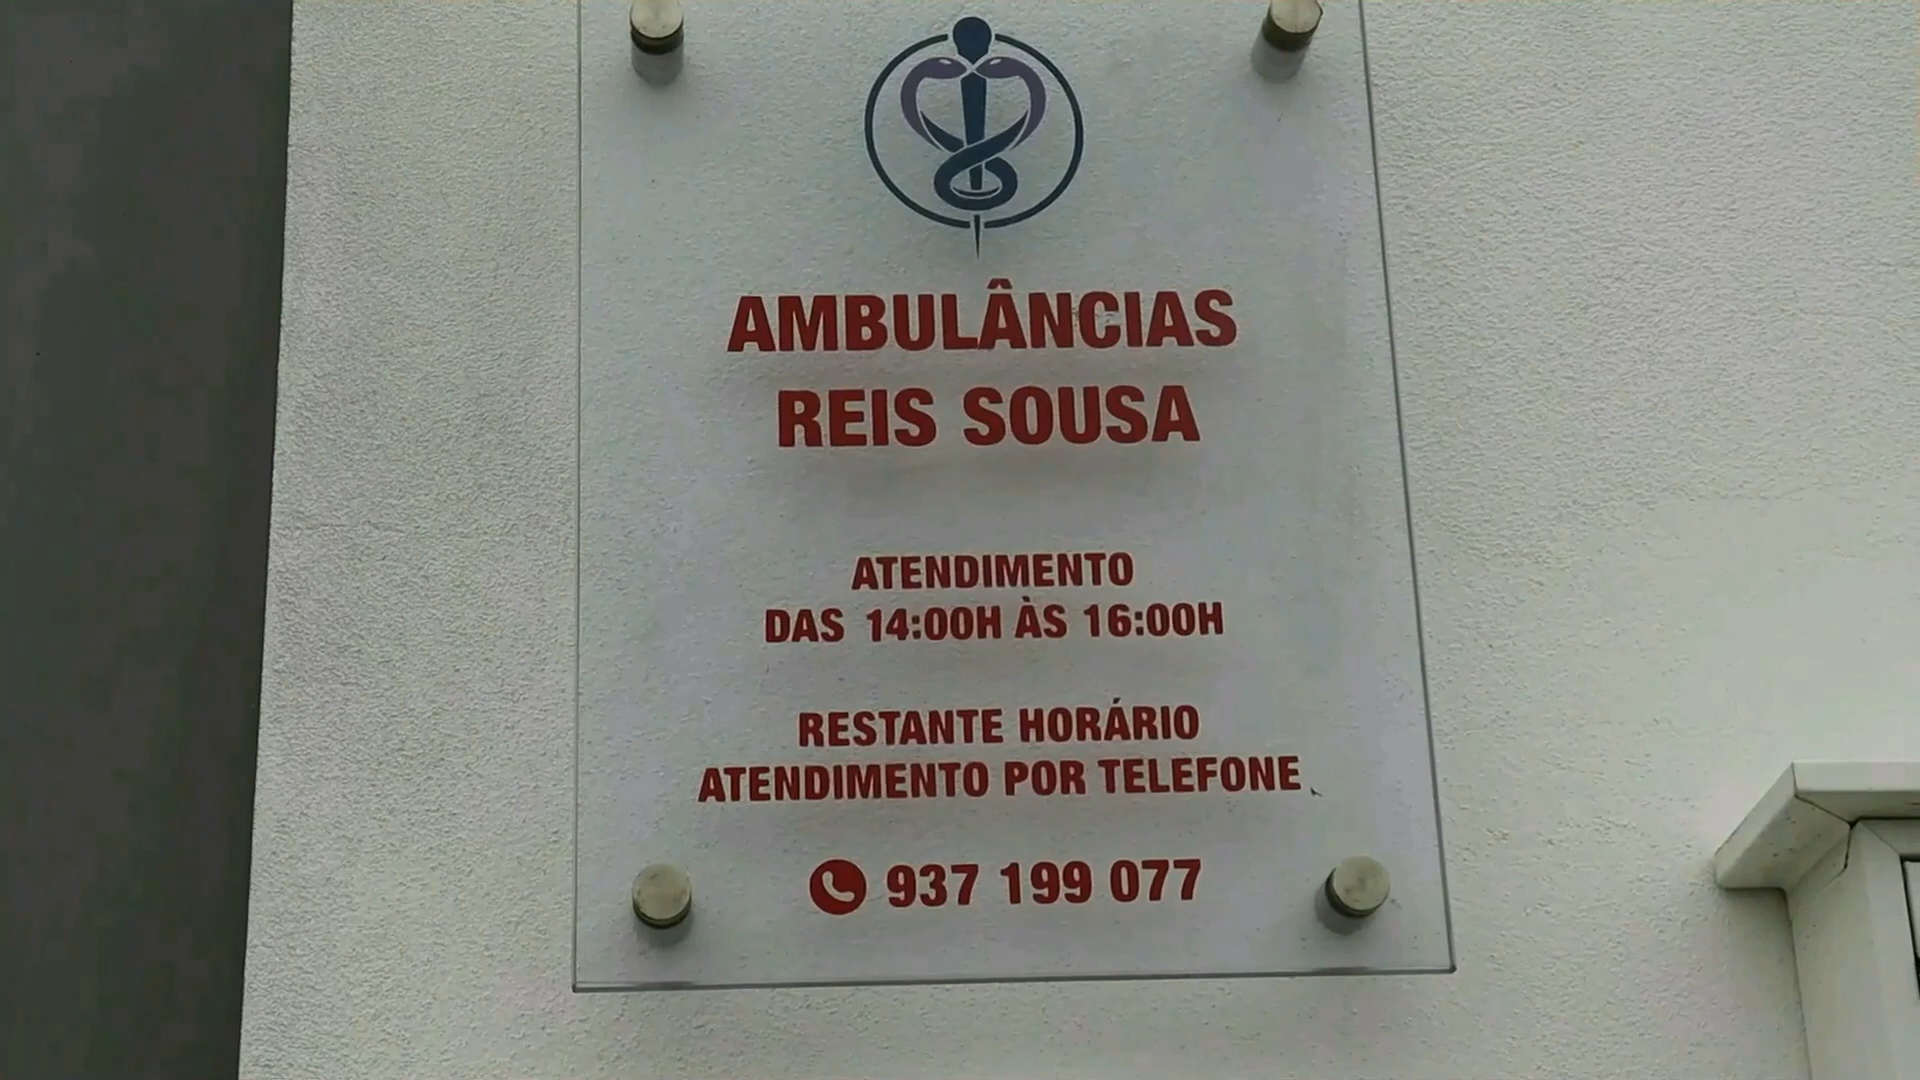 AMBULÂNCIAS
REIS SOUSA
ATENDIMENTO
DAS 14:00H ÀS 16:00H
RESTANTE HORÁRIO
ATENDIMENTO POR TELEFONE
937 199 077